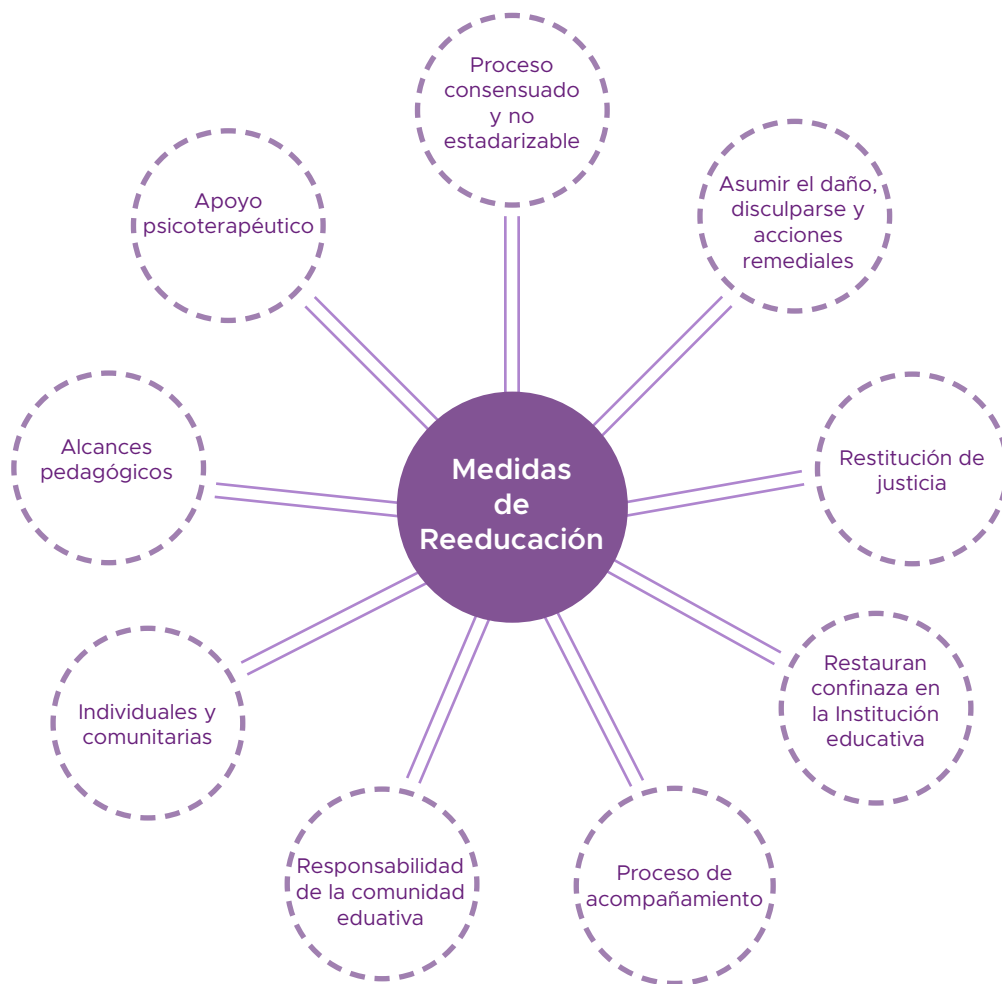 Proceso
consensuado
y no
estadarizable
Asumir el daño,
disculparse y
acciones
remediales
Restitución de
justicia
Restauran
confinaza en
la Institución
educativa
Proceso de
acompañamiento
Responsabilidad
de la comunidad
eduativa
Individuales y
comunitarias
Alcances
pedagógicos
Apoyo
psicoterapéutico
Medidas
de
Reeducación